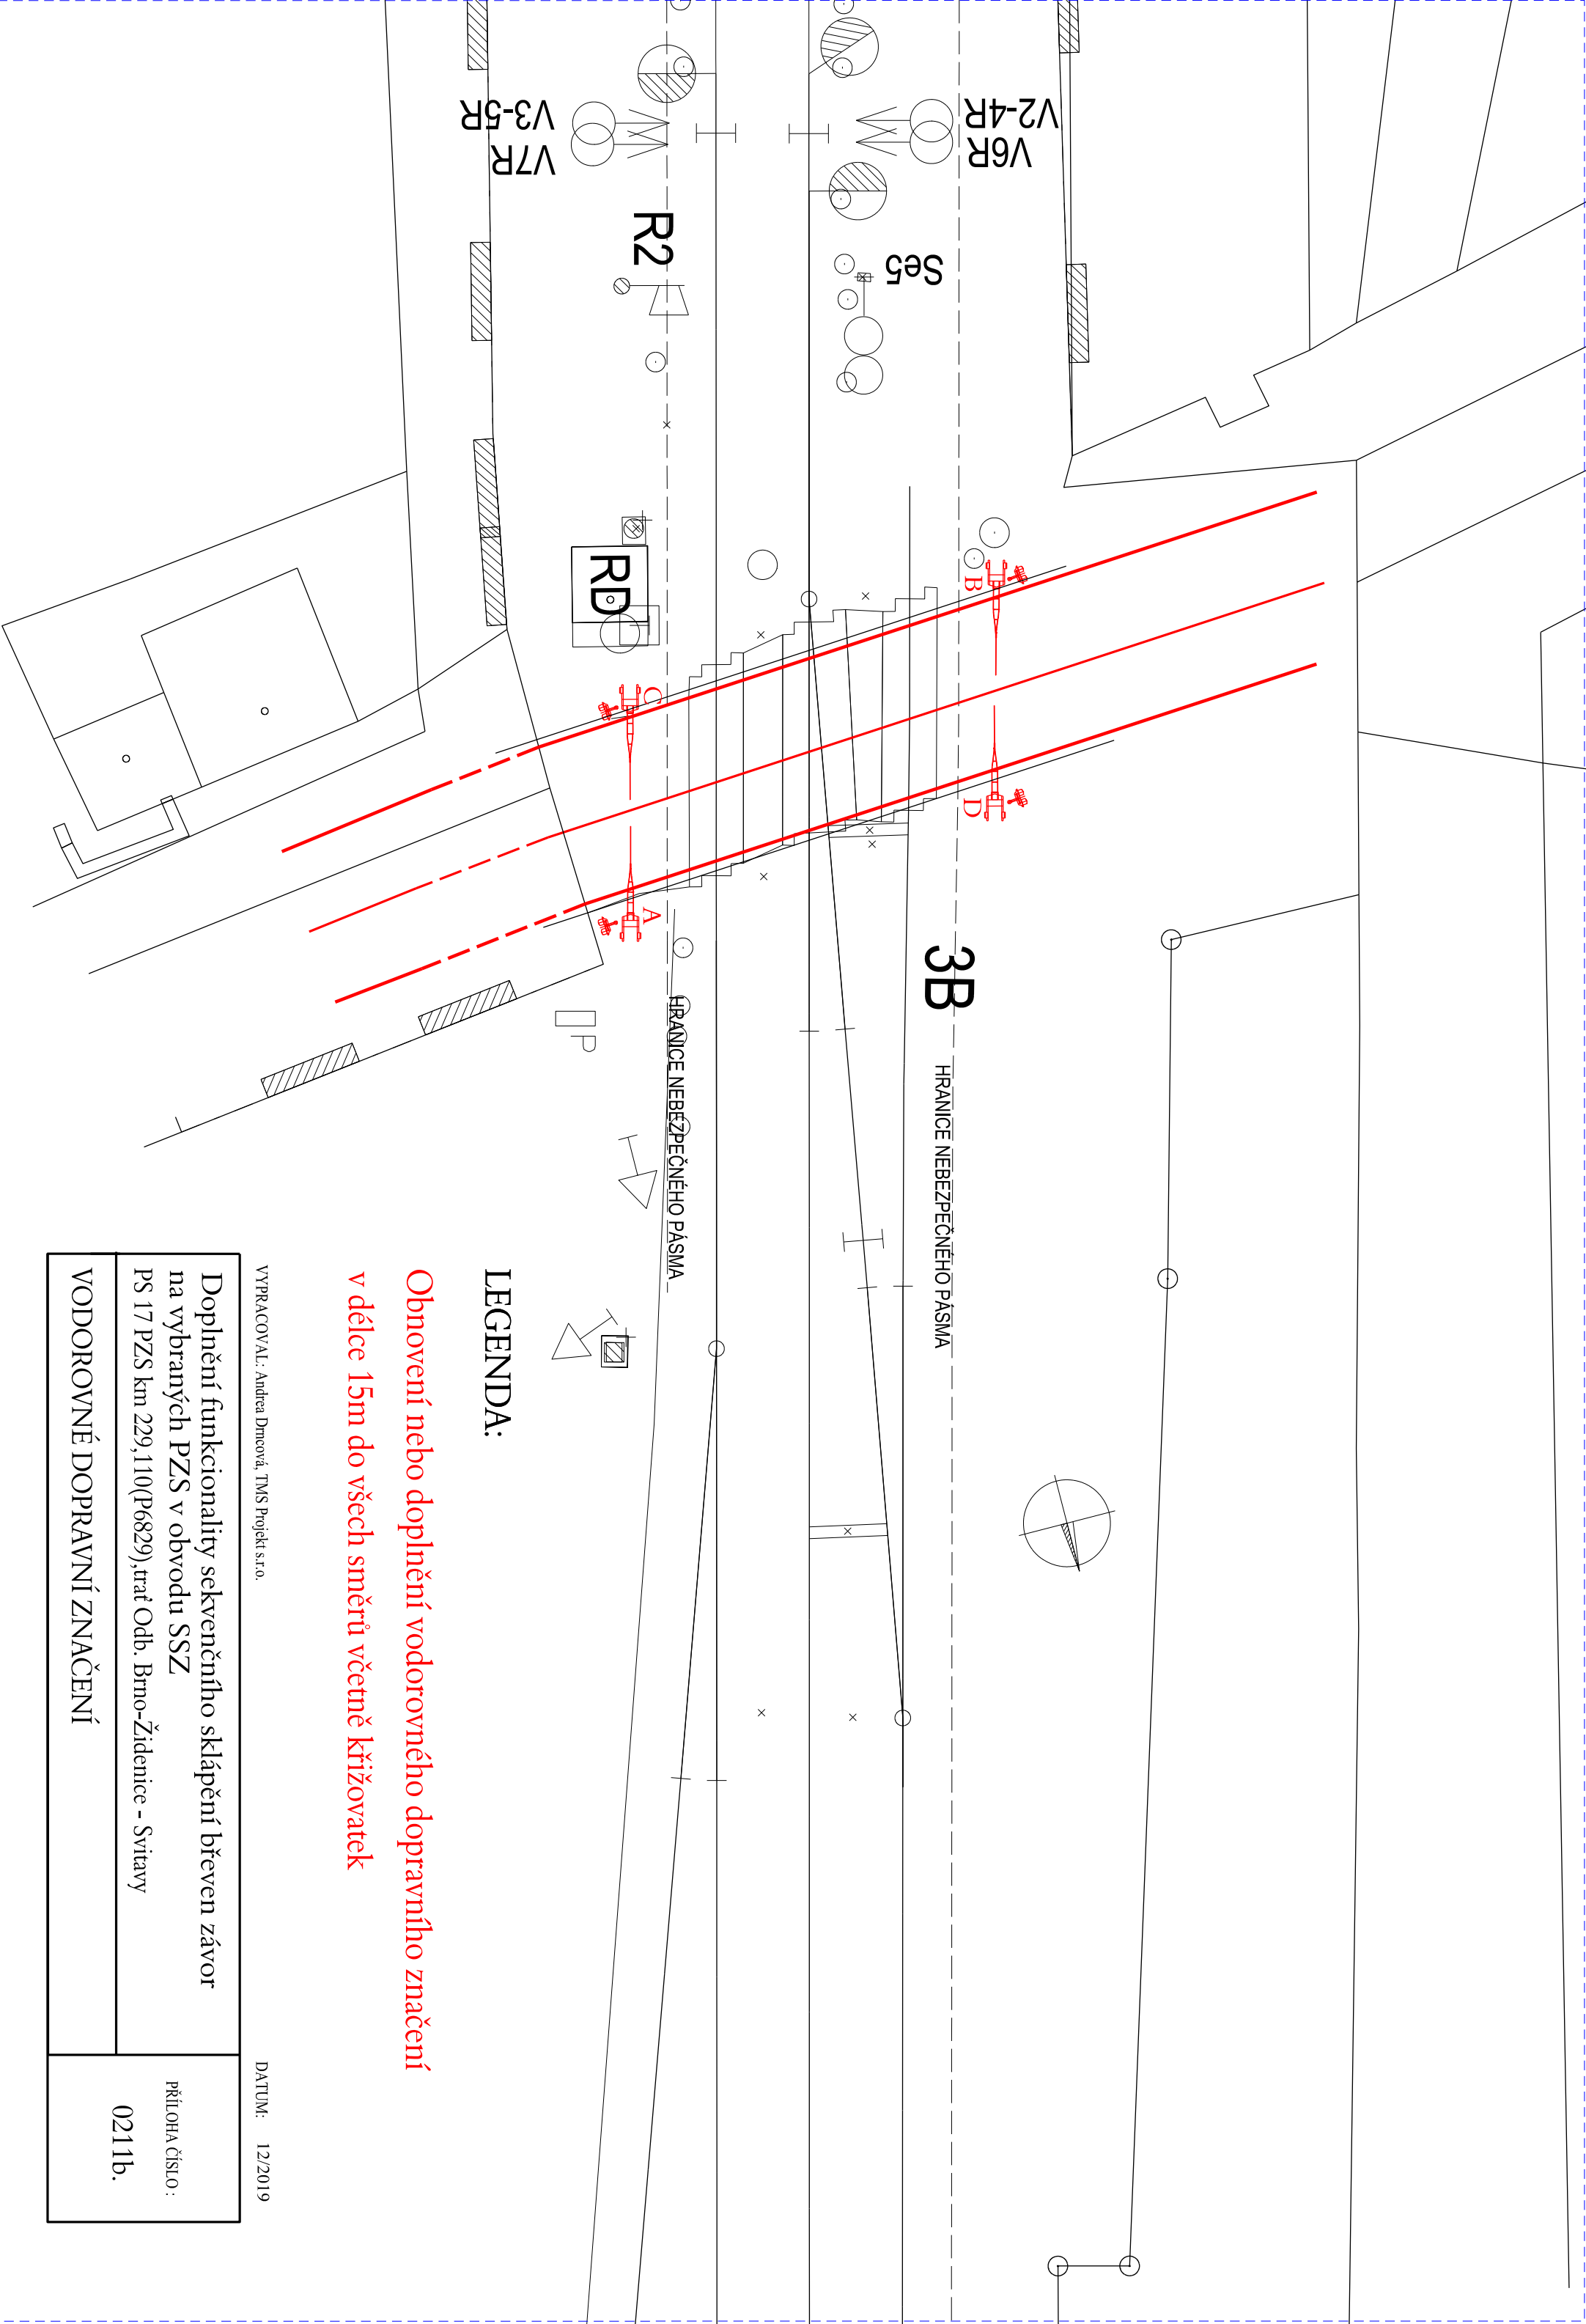 V3-5R
V7R
V2-4R
V6R
R2
Se5
RD
B
C
D
A
3B
P
HRANICE NEBEZPEČNÉHO PÁSMA
HRANICE NEBEZPEČNÉHO PÁSMA
LEGENDA:
Obnovení nebo doplnění vodorovného dopravního značení
v délce 15m do všech směrů včetně křižovatek
VYPRACOVAL: Andrea Drncová, TMS Projekt s.r.o.
DATUM: 12/2019
Doplnění funkcionality sekvenčního sklápění břeven závor
na vybraných PZS v obvodu SSZ
PS 17 PZS km 229,110(P6829),trať Odb. Brno-Židenice - Svitavy
VODOROVNÉ DOPRAVNÍ ZNAČENÍ
PŘÍLOHA ČÍSLO :
0211b.